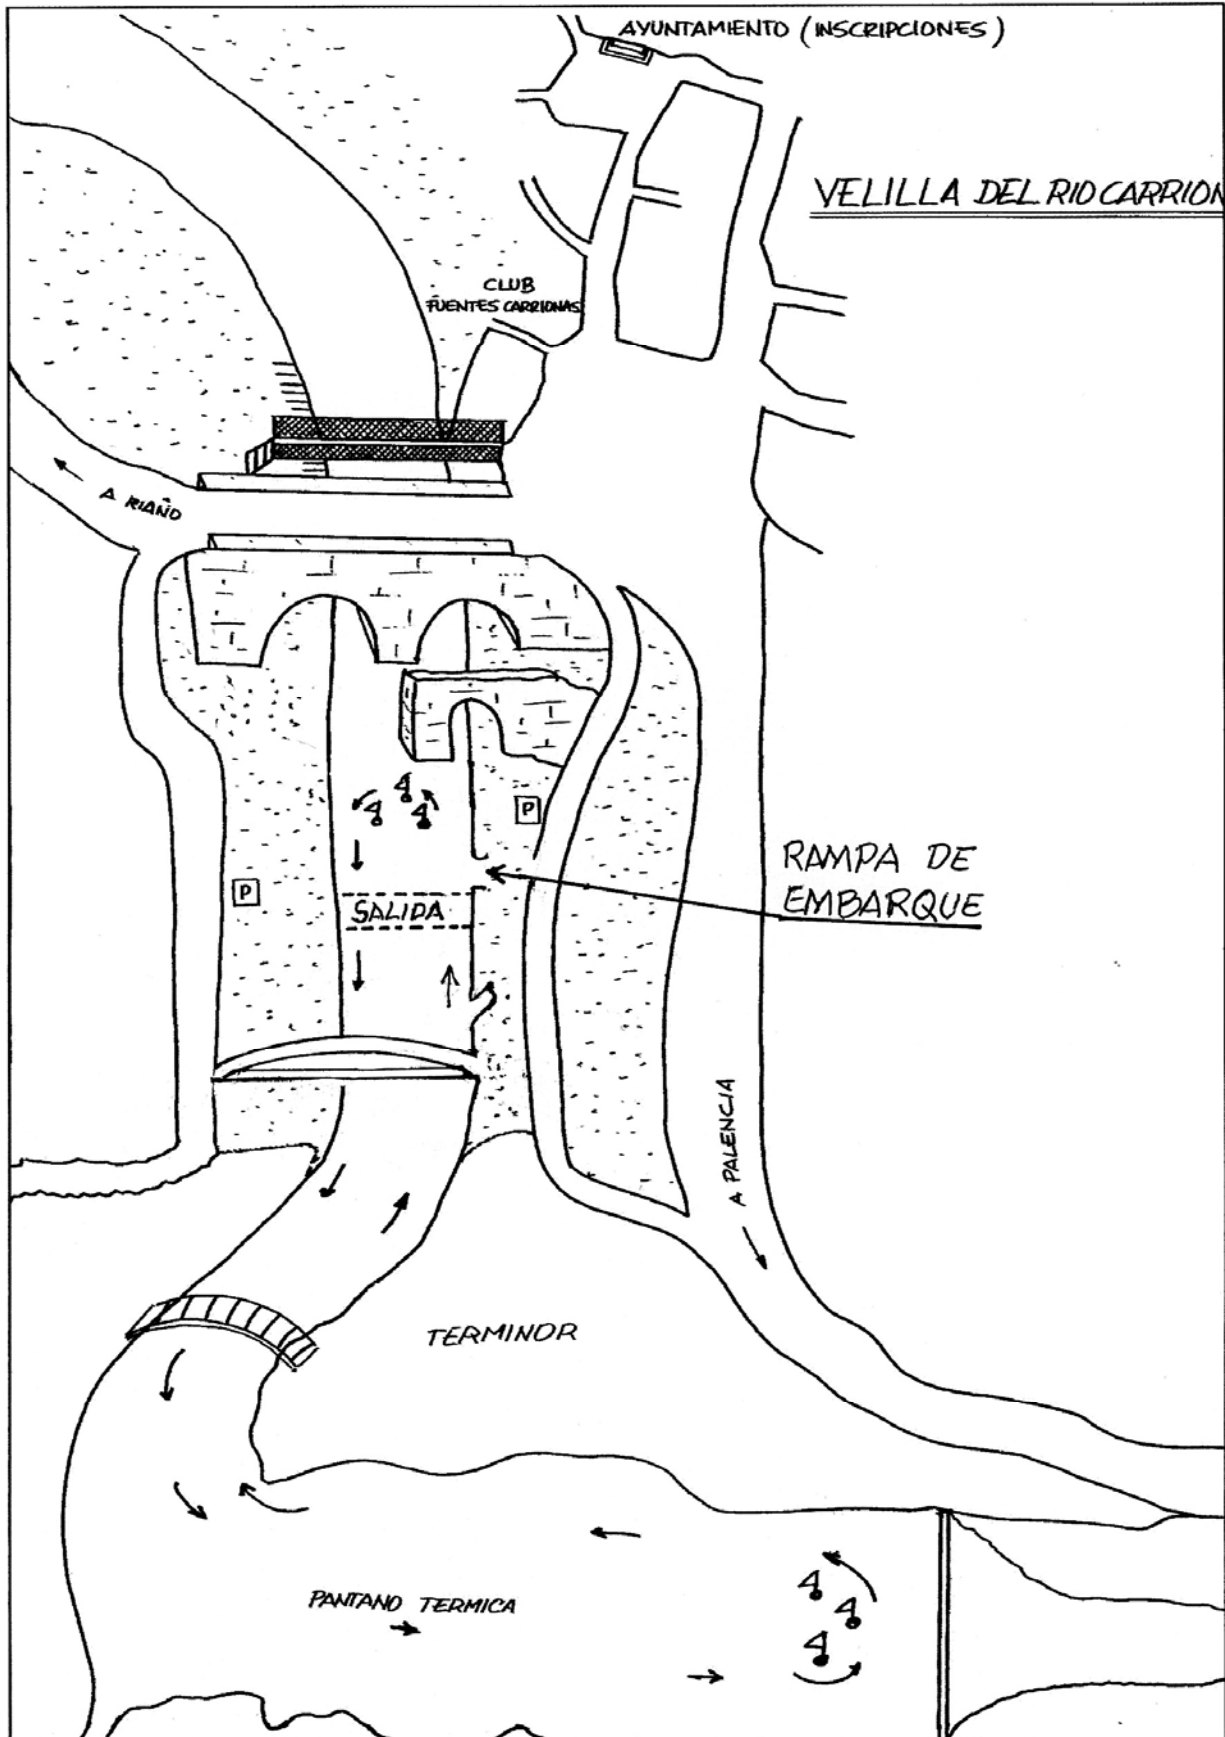 AYUNTAMIENTO (INSCRIPCIONES)
VELILLA DEL RIO CARRION
CLUB
FUENTES CARRIONAS
A RIAÑO
P
RAMPA DE
EMBARQUE
P
SALIDA
A PALENCIA
TERMINOR
PANTANO TERMICA